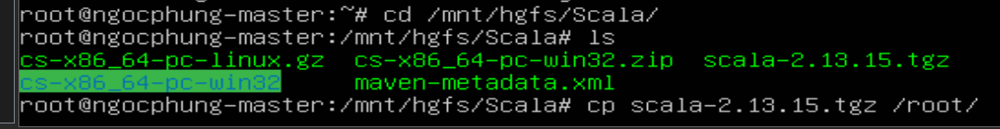 root@ngocphung-master:~# cd /mnt/hgfs/Scala/
root@ngocphung-master:/mnt/hgfs/Scala# ls
cs-x86_64-pc-linux.gz  cs-x86_64-pc-win32.zip  scala-2.13.15.tgz
cs-x86_64-pc-win32     maven-metadata.xml
root@ngocphung-master:/mnt/hgfs/Scala# cp scala-2.13.15.tgz /root/